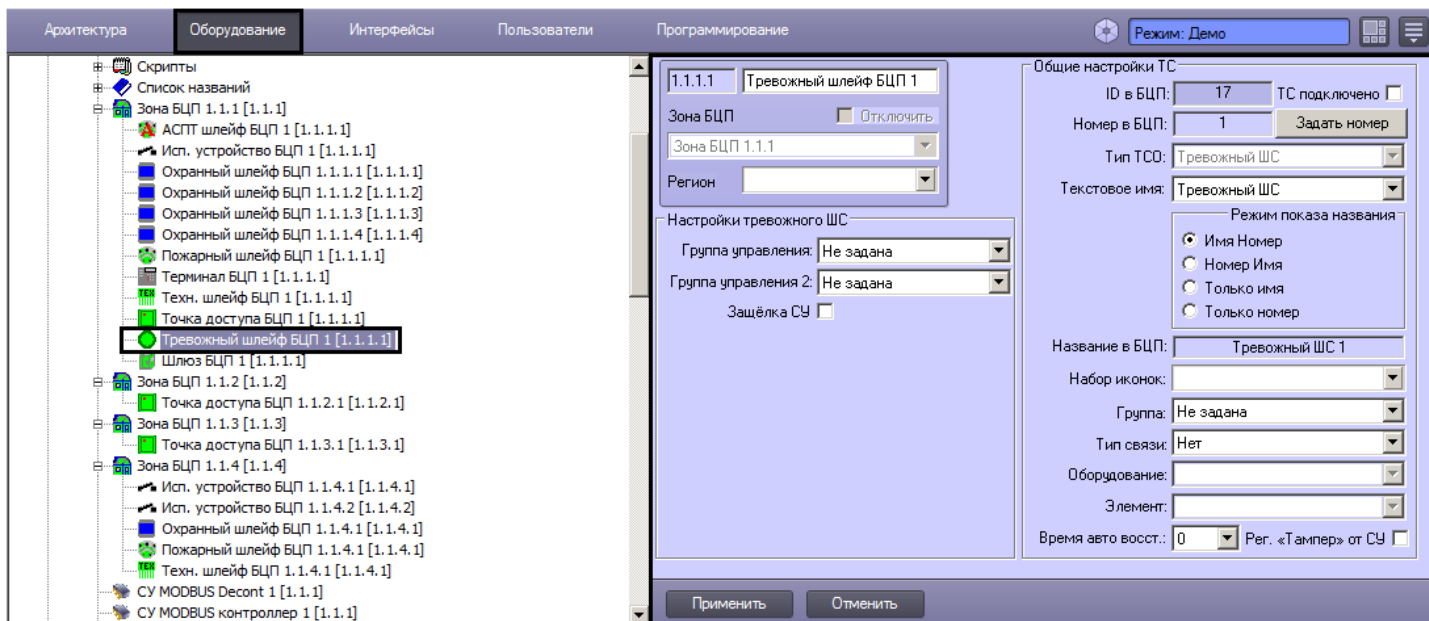 Архитектура
Оборудование
Интерфейсы
Пользователи
Программирование
Режим: Демо
Скрипты
Список названий
Зона БЦП 1.1.1 [1.1.1]
АСПТ шлейф БЦП 1 [1.1.1.1]
Исп. устройство БЦП 1 [1.1.1.1]
Охранный шлейф БЦП 1.1.1.1 [1.1.1.1]
Охранный шлейф БЦП 1.1.1.2 [1.1.1.2]
Охранный шлейф БЦП 1.1.1.3 [1.1.1.3]
Охранный шлейф БЦП 1.1.1.4 [1.1.1.4]
Пожарный шлейф БЦП 1 [1.1.1.1]
Терминал БЦП 1 [1.1.1.1]
ТЕХ Техн. шлейф БЦП 1 [1.1.1.1]
Точка доступа БЦП 1 [1.1.1.1]
Тревожный шлейф БЦП 1 [1.1.1.1]
Шлюз БЦП 1 [1.1.1.1]
Зона БЦП 1.1.2 [1.1.2]
Точка доступа БЦП 1.1.2.1 [1.1.2.1]
Зона БЦП 1.1.3 [1.1.3]
Точка доступа БЦП 1.1.3.1 [1.1.3.1]
Зона БЦП 1.1.4 [1.1.4]
Исп. устройство БЦП 1.1.4.1 [1.1.4.1]
Исп. устройство БЦП 1.1.4.2 [1.1.4.2]
Охранный шлейф БЦП 1.1.4.1 [1.1.4.1]
Пожарный шлейф БЦП 1.1.4.1 [1.1.4.1]
ТЕХ Техн. шлейф БЦП 1.1.4.1 [1.1.4.1]
СУ MODBUS Decont 1 [1.1.1]
СУ MODBUS контроллер 1 [1.1.1]
1.1.1.1 Тревожный шлейф БЦП 1
Зона БЦП Отключить
Зона БЦП 1.1.1
Регион
Настройки тревожного ШС
Группа управления: Не задана
Группа управления 2: Не задана
Защёлка СУ
Общие настройки ТС
ID в БЦП: 17 ТС подключено
Номер в БЦП: 1 Задать номер
Тип ТСО: Тревожный ШС
Текстовое имя: Тревожный ШС
Режим показа названия
Имя Номер
Номер Имя
Только имя
Только номер
Название в БЦП: Тревожный ШС 1
Набор иконок:
Группа: Не задана
Тип связи: Нет
Оборудование:
Элемент:
Время авто восст.: 0 Рег. «Тампер» от СУ
Применить
Отменить